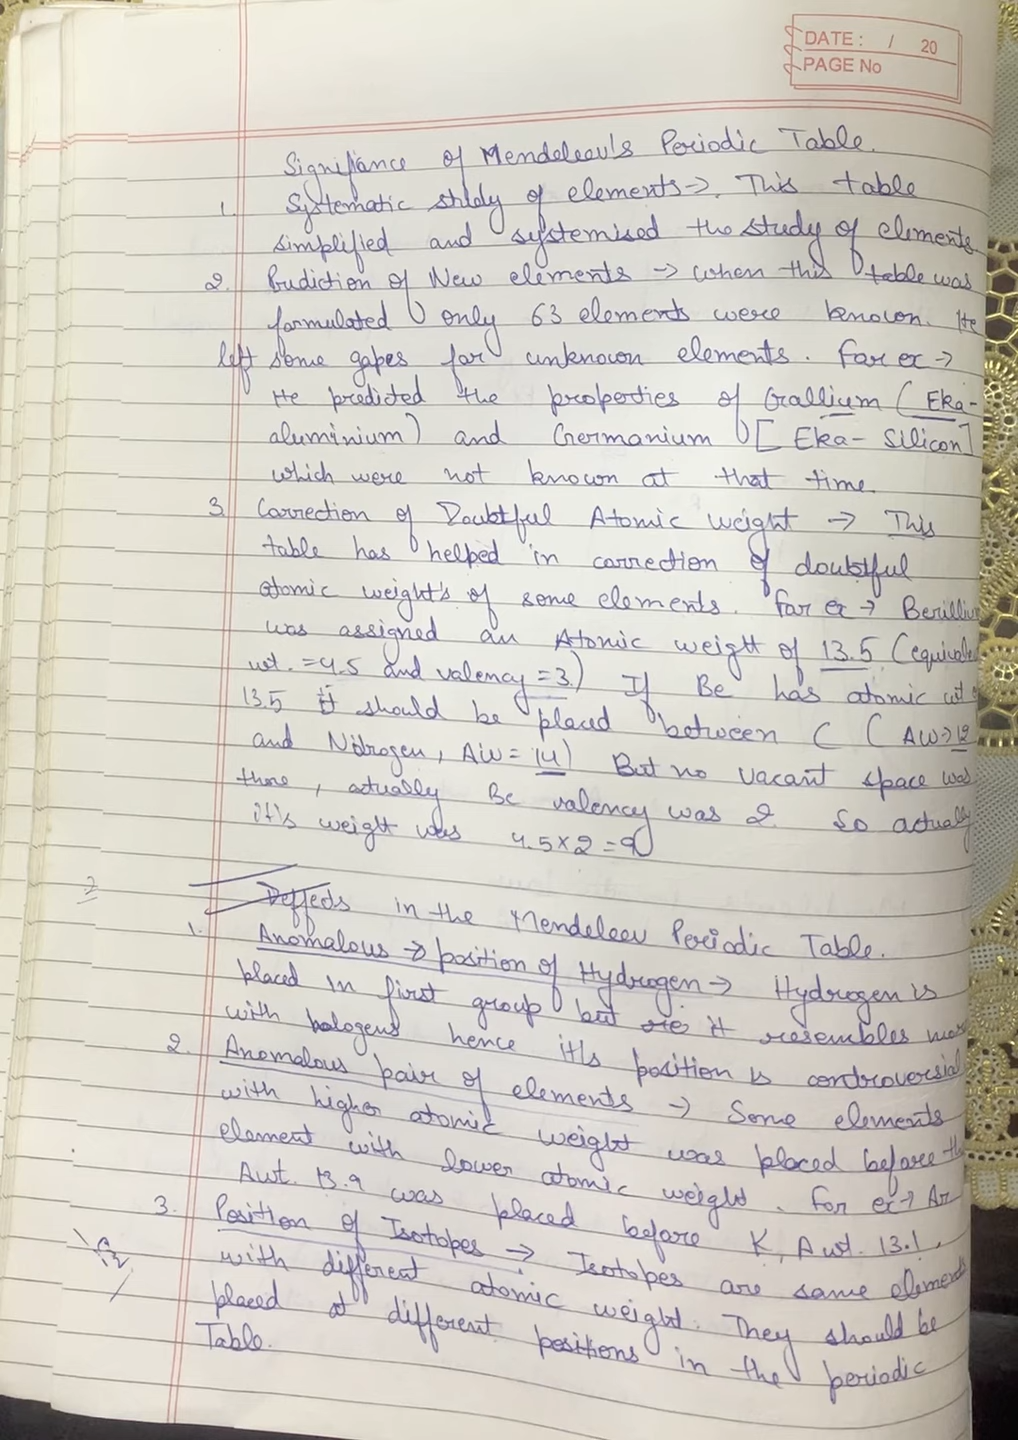 DATE: / 20
PAGE No
Signifiance of Mendeleev's Periodic Table.
1. Systematic study of elements →. This table
simplified and systemised the study of elements.
2. Prudiction of New elements → when this table was
formulated only 63 elements were known. He
left some gapes for unknown elements. For ex →
He predicted the properties of Gallium (Eka-
aluminium) and Germanium [Eka- Silicon]
which were not known at that time.
3. Correction of Doubtful Atomic weight → This
table has helped in correction of doubtful
atomic weight's of some elements. For ex → Berillium
was assigned an Atomic weight of 13.5 (equivale
wt. = 4.5 and valency = 3.) If Be has atomic wt
13.5 it should be placed between C (AW → 12
and Nitrogen, AW = 14) But no vacant space was
there, atually Be valency was 2. So actually
it's weight was 4.5 x 2 = 9
Deffects in the Mendeleev Periodic Table.
1. Anomalous → position of Hydrogen → Hydrogen is
placed in first group but it resembles more
with halogens hence it's position is controversial
2. Anomalous pair of elements → Some elements
with higher atomic weight was placed before the
element with lower atomic weight. For ex → Ar
Awt. 13.9 was placed before K, Awt. 13.1.
3. Position of Isotopes → Isotopes are same elements
with different atomic weight. They should be
placed at different positions in the periodic
Table.